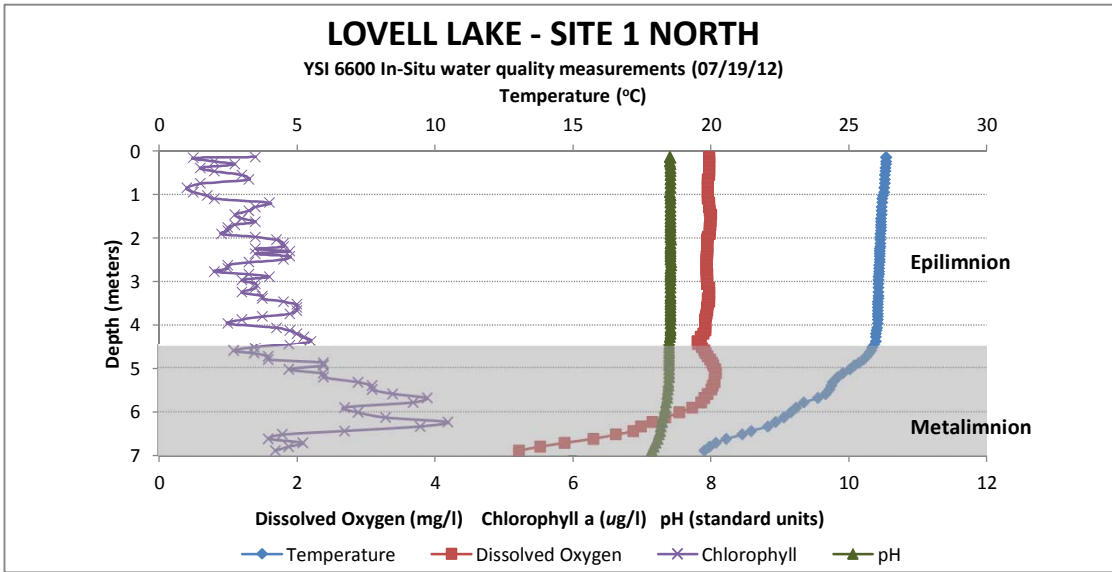 LOVELL LAKE - SITE 1 NORTH
YSI 6600 In-Situ water quality measurements (07/19/12)
Temperature (°C)
0 5 10 15 20 25 30
0
1
2
3
4
5
6
7
Depth (meters)
Epilimnion
Metalimnion
0 2 4 6 8 10 12
Dissolved Oxygen (mg/l) Chlorophyll a (ug/l) pH (standard units)
Temperature Dissolved Oxygen Chlorophyll pH